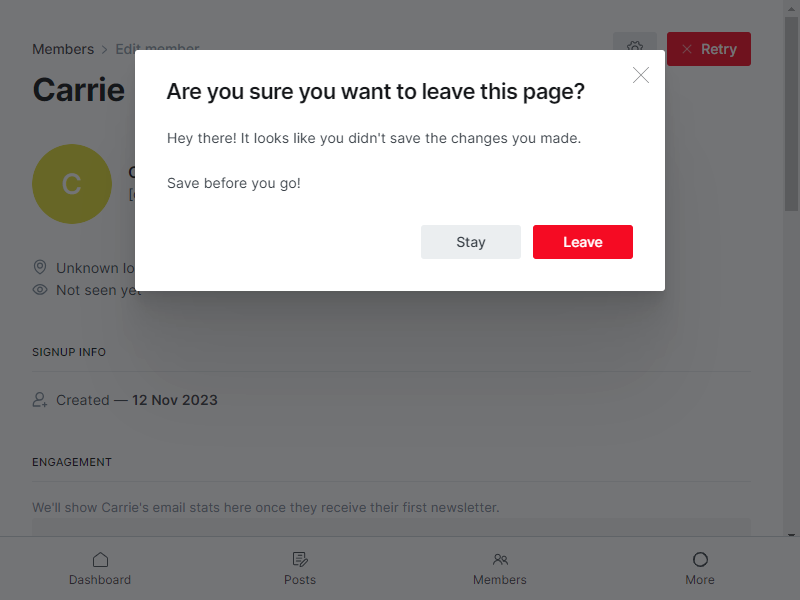 Members > Edit member
Retry
Carrie
Are you sure you want to leave this page?
Hey there! It looks like you didn't save the changes you made.
Save before you go!
Stay
Leave
C
Unknown lo
Not seen yet
SIGNUP INFO
Created — 12 Nov 2023
ENGAGEMENT
We'll show Carrie's email stats here once they receive their first newsletter.
Dashboard
Posts
Members
More